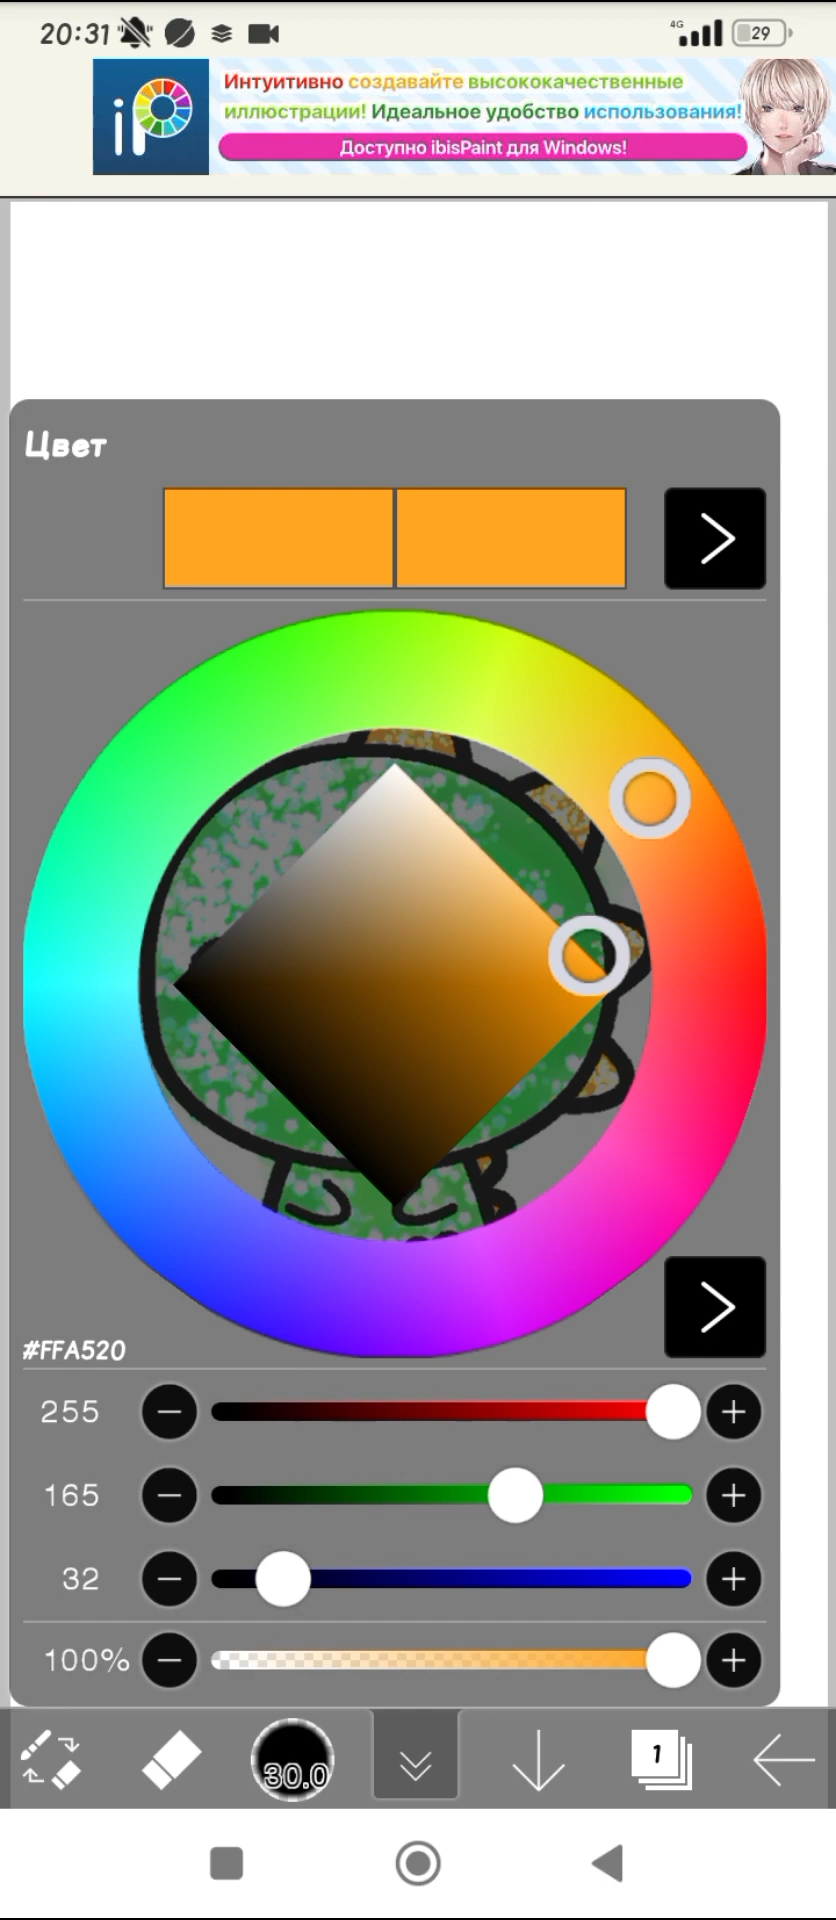 20:31
4G
29
iP
Интуитивно создавайте высококачественные
иллюстрации! Идеальное удобство использования!
Доступно ibisPaint для Windows!
Цвет
#FFA520
255
165
32
100%
30.0
1